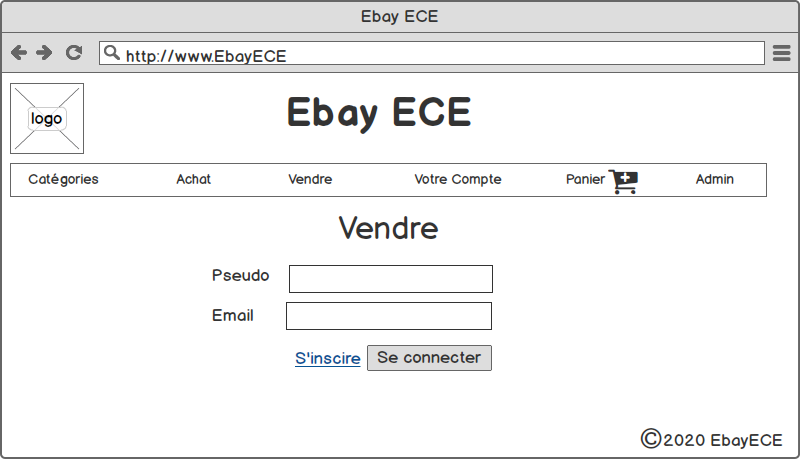 Ebay ECE
http://www.EbayECE
logo
Ebay ECE
Catégories Achat Vendre Votre Compte Panier Admin
Vendre
Pseudo
Email
S'inscire Se connecter
©2020 EbayECE